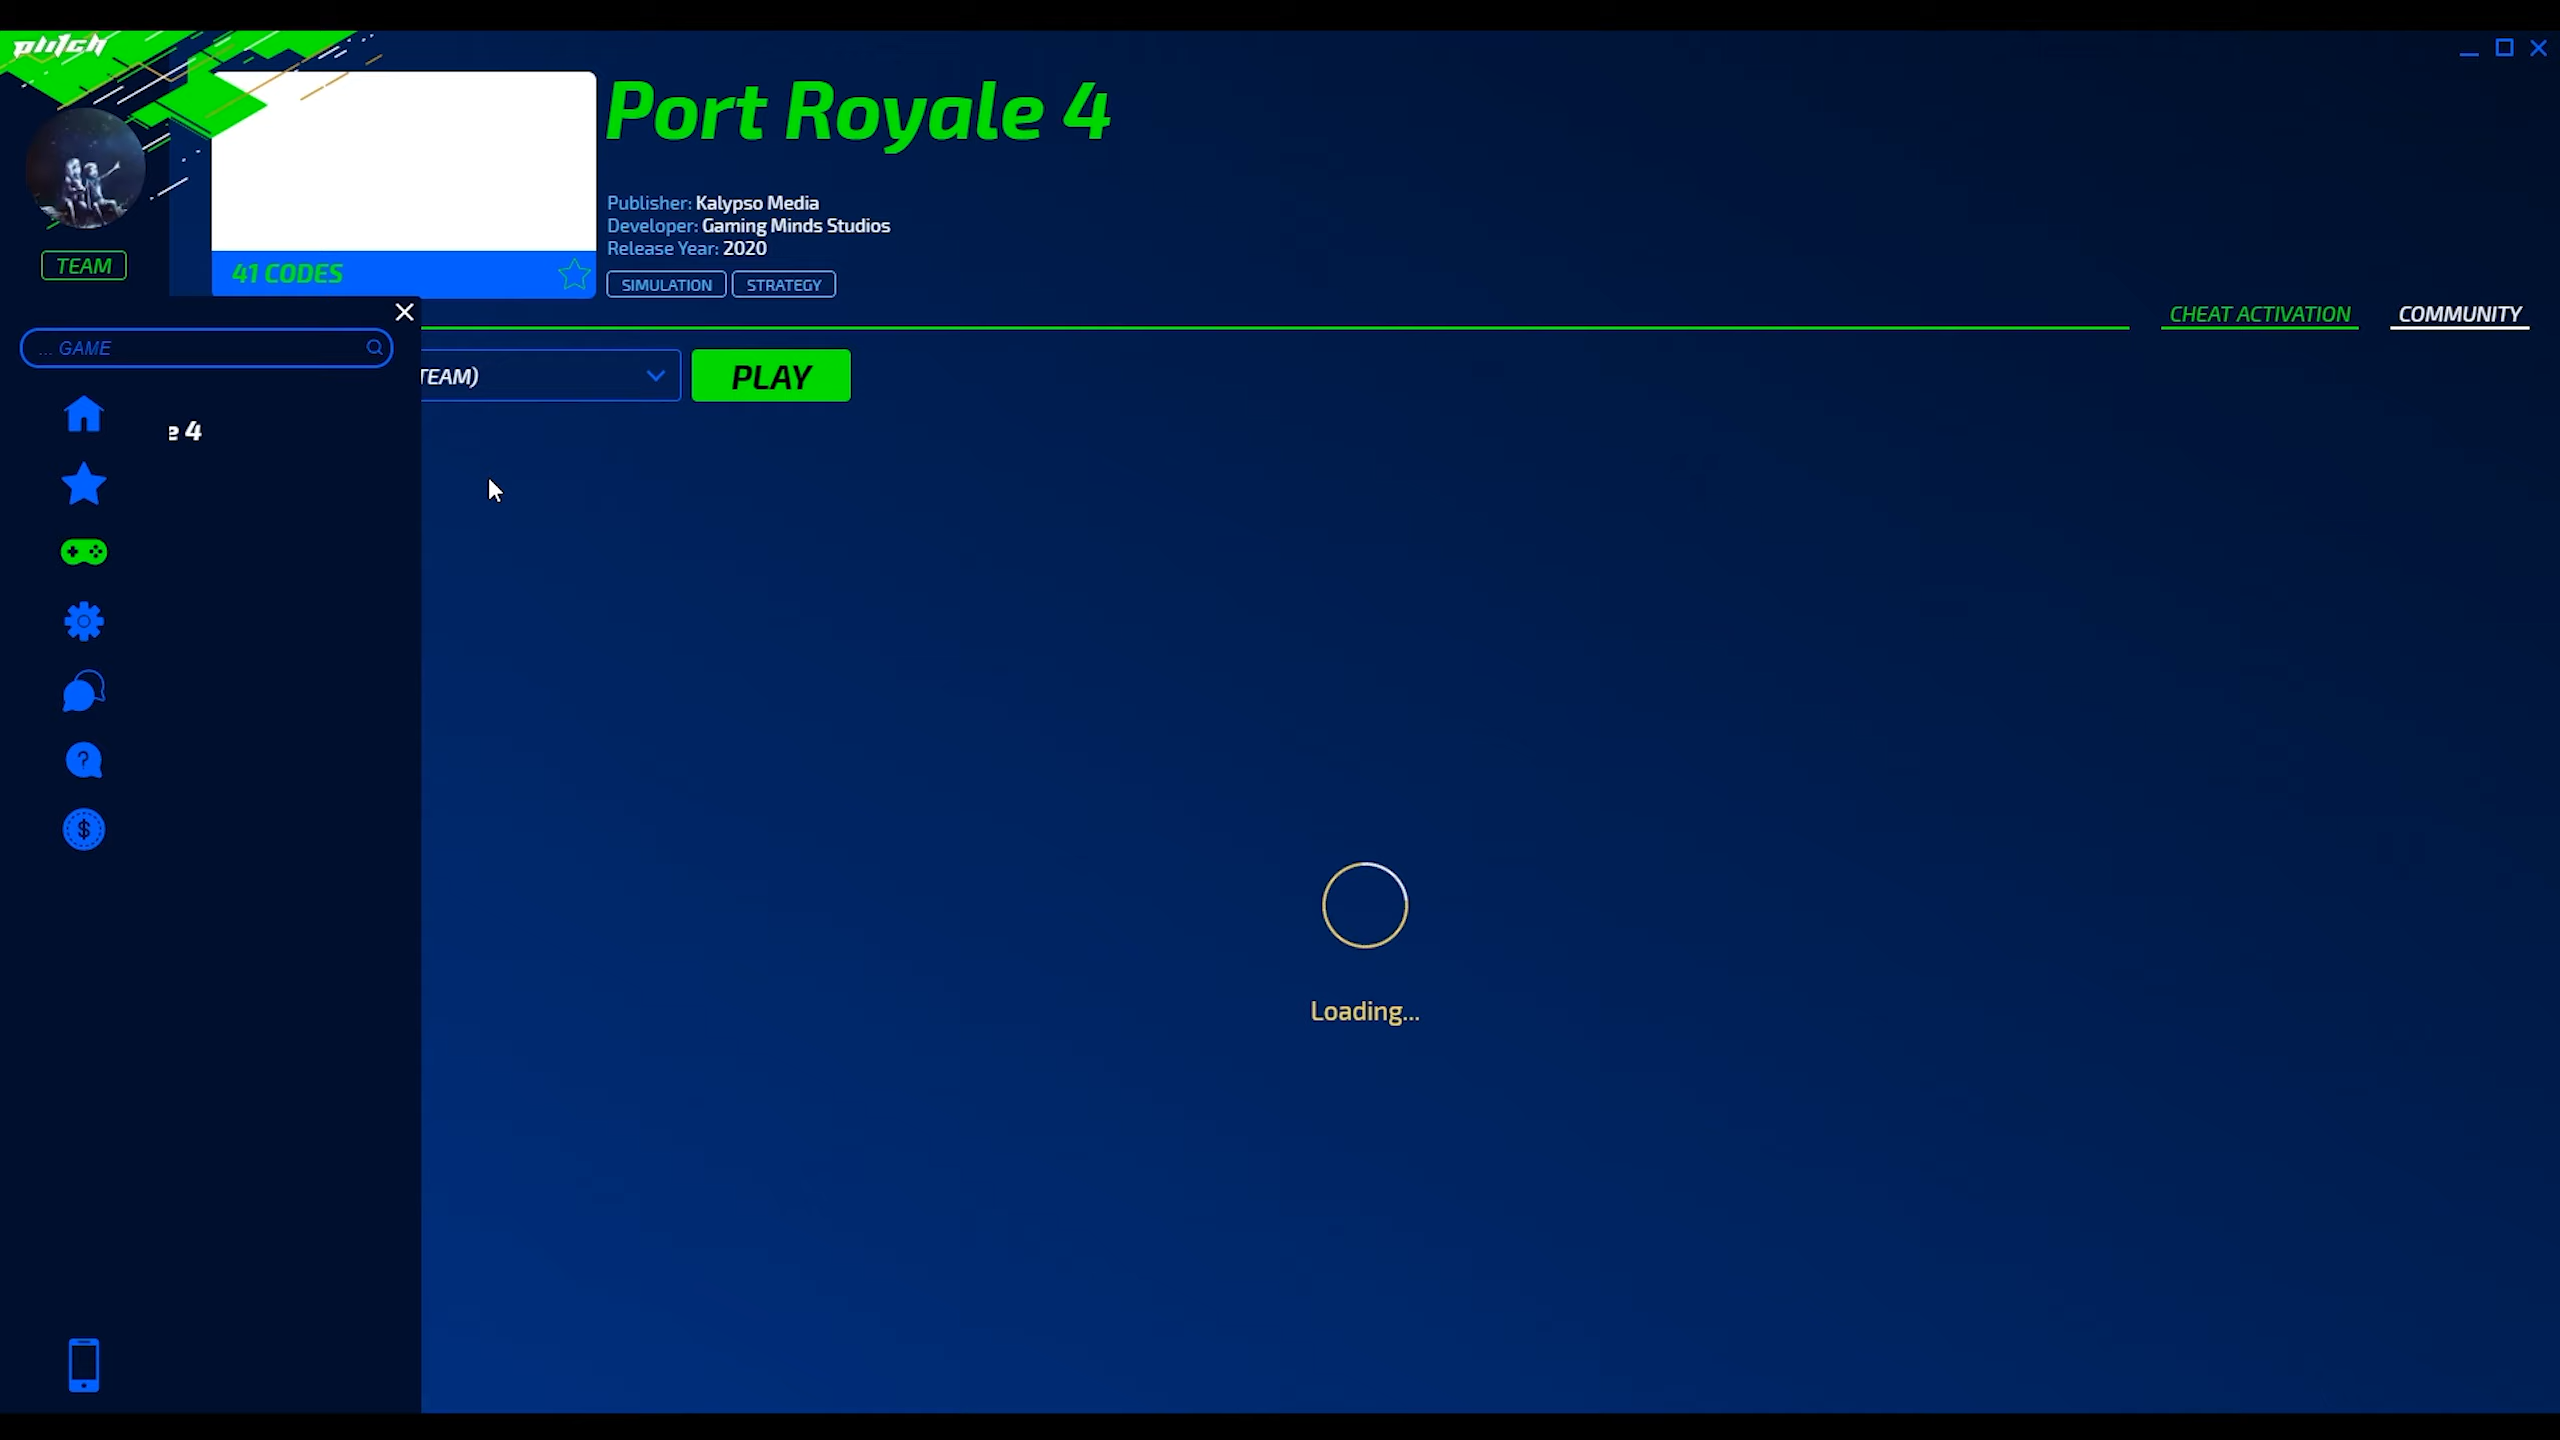 plitch
Port Royale 4
Publisher: Kalypso Media
Developer: Gaming Minds Studios
Release Year: 2020
TEAM
41 CODES
SIMULATION
STRATEGY
CHEAT ACTIVATION
COMMUNITY
... GAME
TEAM)
PLAY
e 4
Loading...